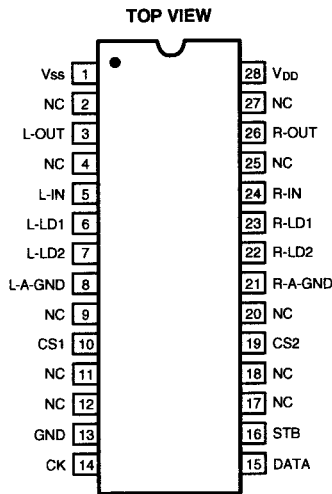 TOP VIEW
Vss 1 28 VDD
NC 2 27 NC
L-OUT 3 26 R-OUT
NC 4 25 NC
L-IN 5 24 R-IN
L-LD1 6 23 R-LD1
L-LD2 7 22 R-LD2
L-A-GND 8 21 R-A-GND
NC 9 20 NC
CS1 10 19 CS2
NC 11 18 NC
NC 12 17 NC
GND 13 16 STB
CK 14 15 DATA